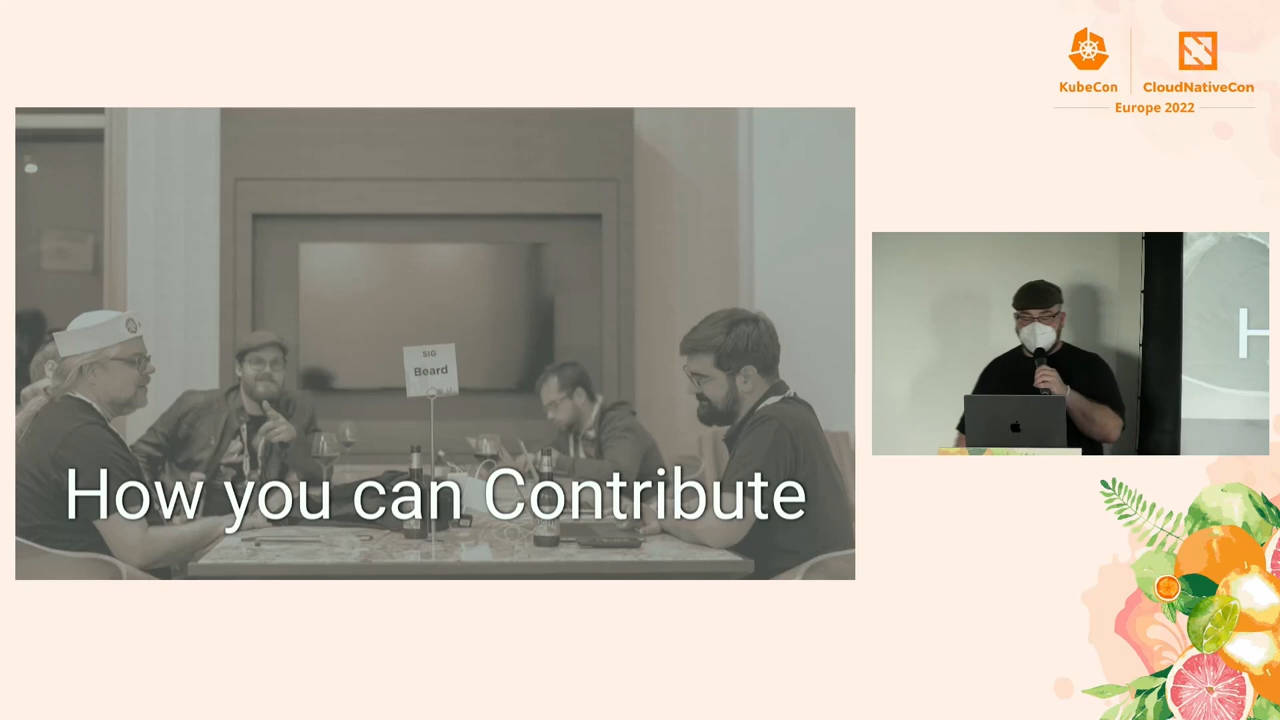 KubeCon
CloudNativeCon
Europe 2022
SIG
Beard
How you can Contribute
H